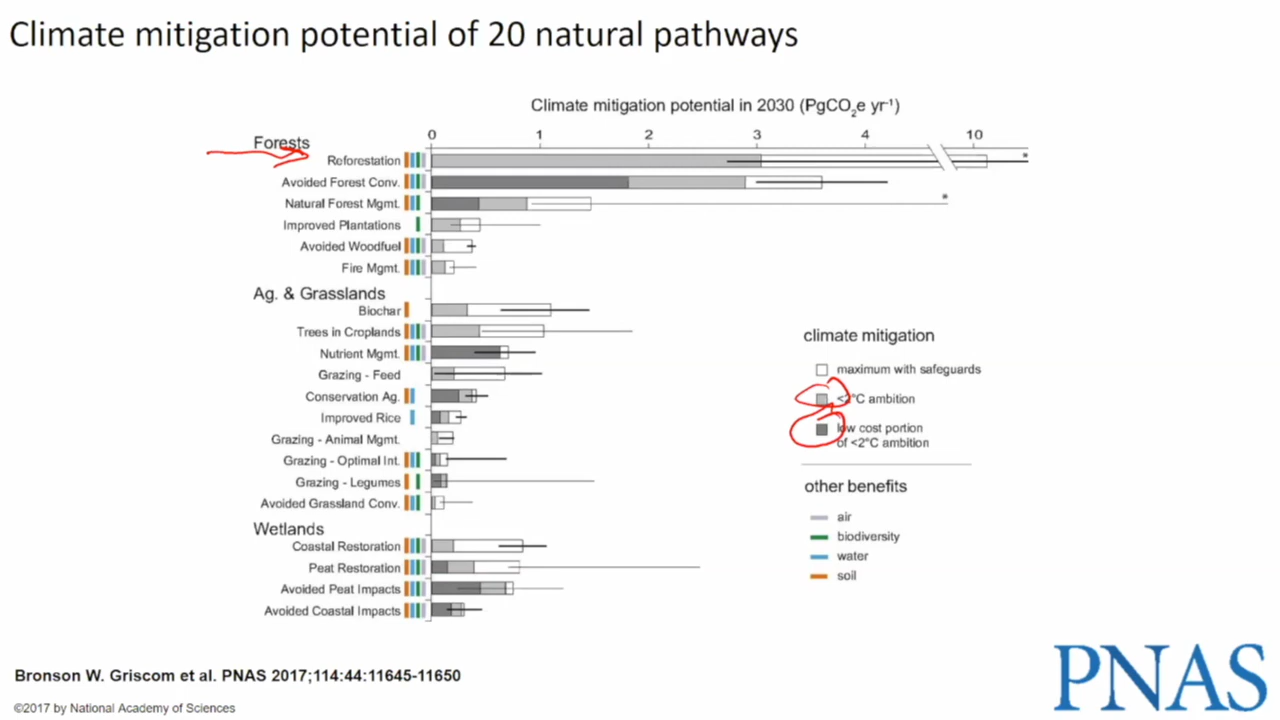 Climate mitigation potential of 20 natural pathways
Climate mitigation potential in 2030 (PgCO2e yr-1)
0 1 2 3 4 10
Forests
Reforestation
*
Avoided Forest Conv.
Natural Forest Mgmt.
*
Improved Plantations
Avoided Woodfuel
Fire Mgmt.
Ag. & Grasslands
Biochar
Trees in Croplands
Nutrient Mgmt.
Grazing - Feed
Conservation Ag.
Improved Rice
Grazing - Animal Mgmt.
Grazing - Optimal Int.
Grazing - Legumes
Avoided Grassland Conv.
Wetlands
Coastal Restoration
Peat Restoration
Avoided Peat Impacts
Avoided Coastal Impacts
climate mitigation
maximum with safeguards
<2°C ambition
low cost portion
of <2°C ambition
other benefits
air
biodiversity
water
soil
Bronson W. Griscom et al. PNAS 2017;114:44:11645-11650
©2017 by National Academy of Sciences
PNAS